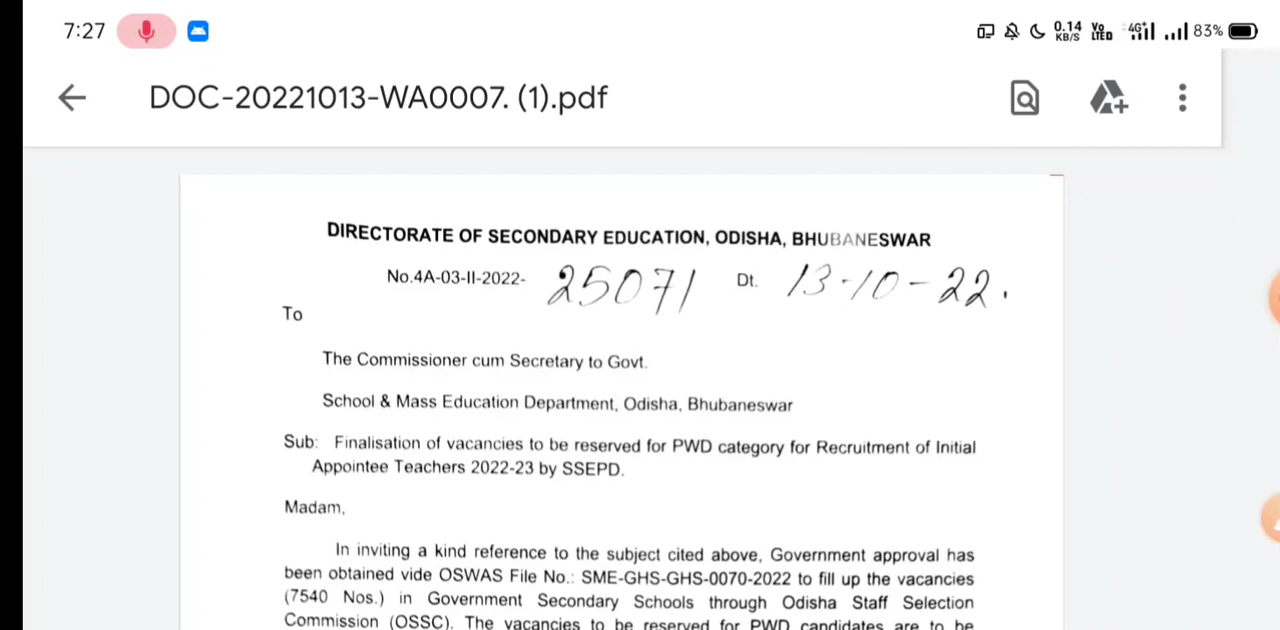 7:27
0.14 KB/S Vo LTED 4G+ 83%
DOC-20221013-WA0007. (1).pdf
DIRECTORATE OF SECONDARY EDUCATION, ODISHA, BHUBANESWAR
No.4A-03-II-2022- 25071 Dt. 13-10-22.
To
The Commissioner cum Secretary to Govt.
School & Mass Education Department, Odisha, Bhubaneswar
Sub: Finalisation of vacancies to be reserved for PWD category for Recruitment of Initial
Appointee Teachers 2022-23 by SSEPD.
Madam,
In inviting a kind reference to the subject cited above, Government approval has
been obtained vide OSWAS File No.: SME-GHS-GHS-0070-2022 to fill up the vacancies
(7540 Nos.) in Government Secondary Schools through Odisha Staff Selection
Commission (OSSC). The vacancies to be reserved for PWD candidates are to be